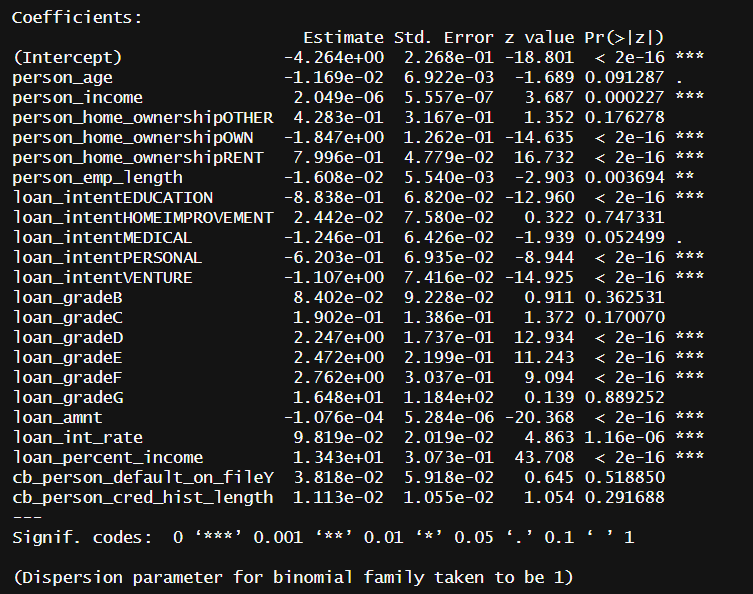 Coefficients:
                            Estimate Std. Error z value Pr(>|z|)
(Intercept)               -4.264e+00  2.268e-01 -18.801  < 2e-16 ***
person_age                -1.169e-02  6.922e-03  -1.689 0.091287 .
person_income              2.049e-06  5.557e-07   3.687 0.000227 ***
person_home_ownershipOTHER 4.283e-01  3.167e-01   1.352 0.176278
person_home_ownershipOWN  -1.847e+00  1.262e-01 -14.635  < 2e-16 ***
person_home_ownershipRENT  7.996e-01  4.779e-02  16.732  < 2e-16 ***
person_emp_length         -1.608e-02  5.540e-03  -2.903 0.003694 **
loan_intentEDUCATION      -8.838e-01  6.820e-02 -12.960  < 2e-16 ***
loan_intentHOMEIMPROVEMENT 2.442e-02  7.580e-02   0.322 0.747331
loan_intentMEDICAL        -1.246e-01  6.426e-02  -1.939 0.052499 .
loan_intentPERSONAL       -6.203e-01  6.935e-02  -8.944  < 2e-16 ***
loan_intentVENTURE        -1.107e+00  7.416e-02 -14.925  < 2e-16 ***
loan_gradeB                8.402e-02  9.228e-02   0.911 0.362531
loan_gradeC                1.902e-01  1.386e-01   1.372 0.170070
loan_gradeD                2.247e+00  1.737e-01  12.934  < 2e-16 ***
loan_gradeE                2.472e+00  2.199e-01  11.243  < 2e-16 ***
loan_gradeF                2.762e+00  3.037e-01   9.094  < 2e-16 ***
loan_gradeG                1.648e+01  1.184e+02   0.139 0.889252
loan_amnt                 -1.076e-04  5.284e-06 -20.368  < 2e-16 ***
loan_int_rate              9.819e-02  2.019e-02   4.863 1.16e-06 ***
loan_percent_income        1.343e+01  3.073e-01  43.708  < 2e-16 ***
cb_person_default_on_fileY 3.818e-02  5.918e-02   0.645 0.518850
cb_person_cred_hist_length 1.113e-02  1.055e-02   1.054 0.291688
---
Signif. codes:  0 ‘***’ 0.001 ‘**’ 0.01 ‘*’ 0.05 ‘.’ 0.1 ‘ ’ 1
(Dispersion parameter for binomial family taken to be 1)